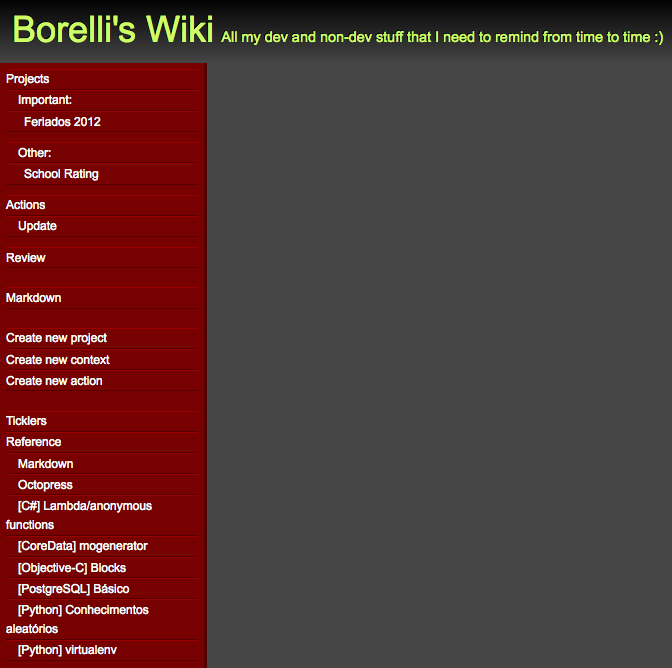 Borelli's Wiki All my dev and non-dev stuff that I need to remind from time to time :)
Projects
Important:
Feriados 2012
Other:
School Rating
Actions
Update
Review
Markdown
Create new project
Create new context
Create new action
Ticklers
Reference
Markdown
Octopress
[C#] Lambda/anonymous
functions
[CoreData] mogenerator
[Objective-C] Blocks
[PostgreSQL] Básico
[Python] Conhecimentos
aleatórios
[Python] virtualenv